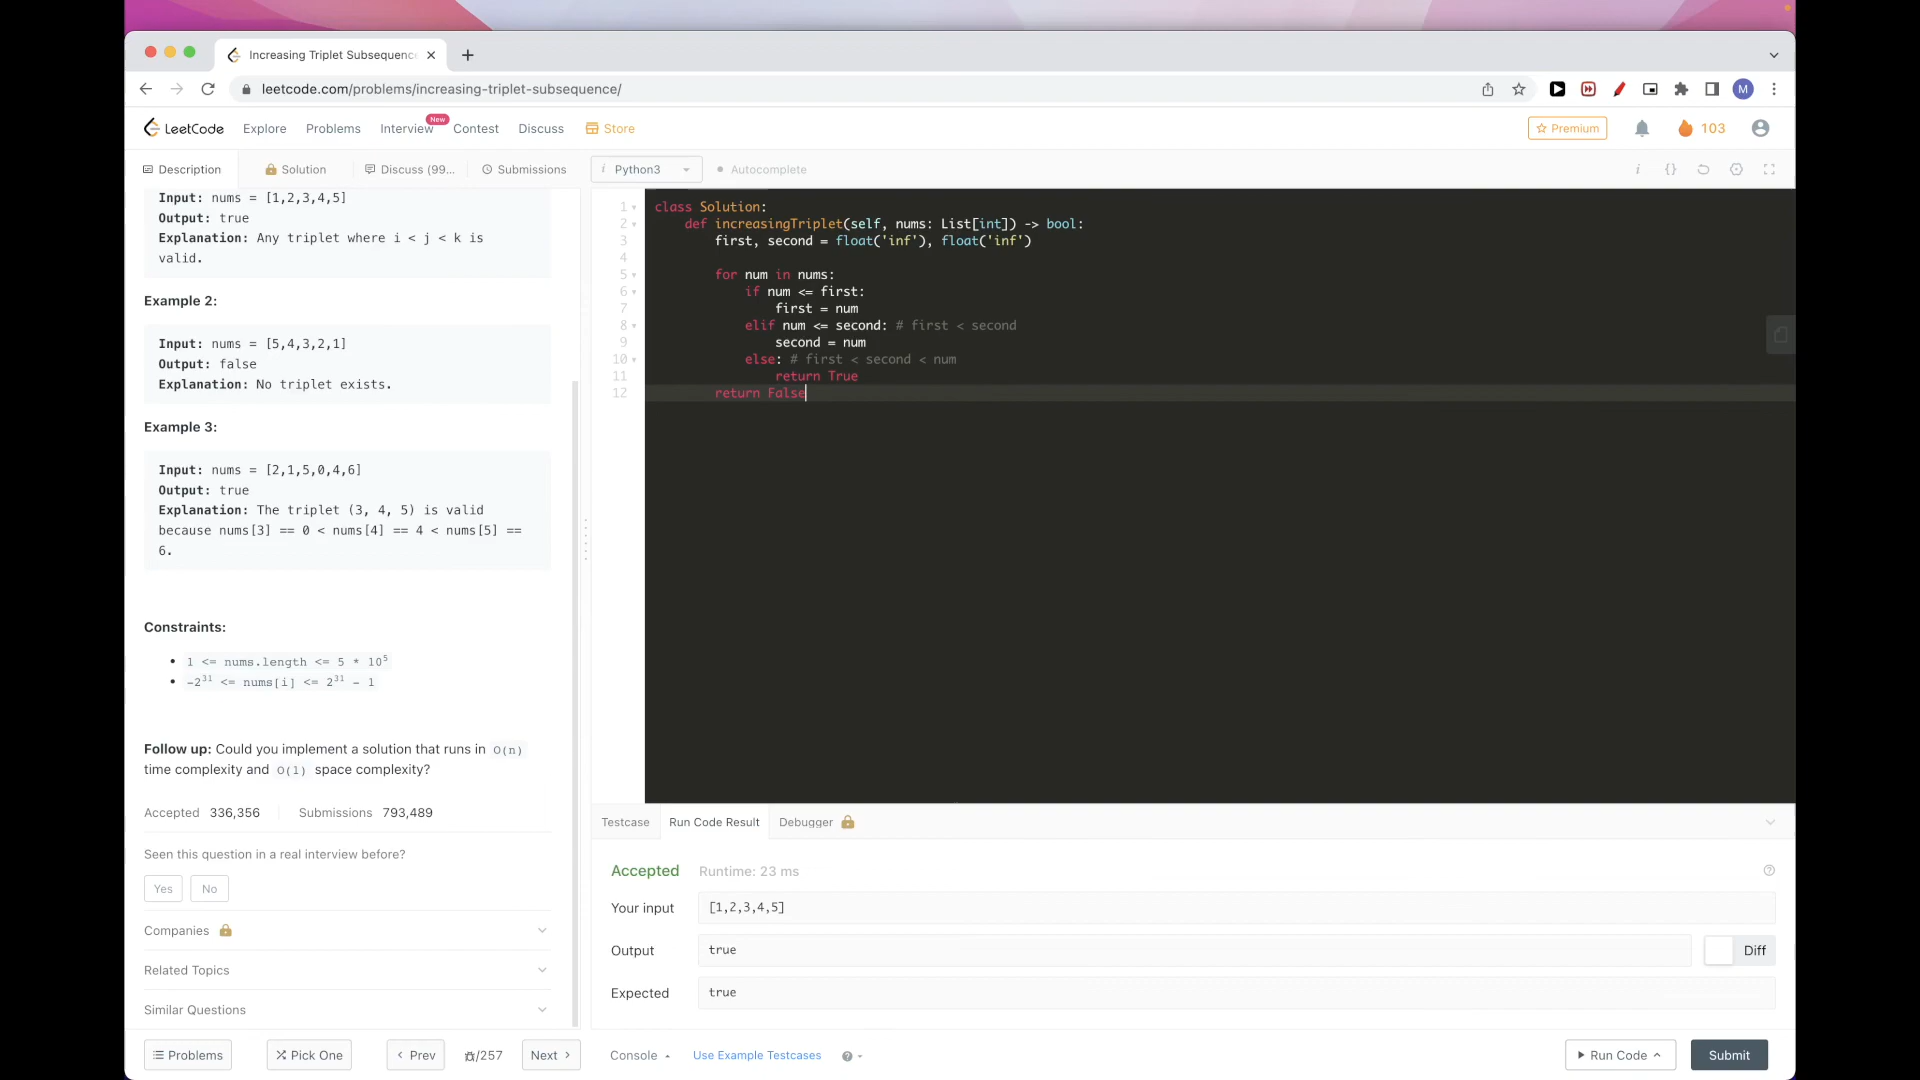 Increasing Triplet Subsequence
leetcode.com/problems/increasing-triplet-subsequence/
M
LeetCode
Explore
Problems
Interview
New
Contest
Discuss
Store
Premium
103
Description
Solution
Discuss (99...
Submissions
i Python3
Autocomplete
i {}
Input: nums = [1,2,3,4,5]
Output: true
Explanation: Any triplet where i < j < k is
valid.
Example 2:
Input: nums = [5,4,3,2,1]
Output: false
Explanation: No triplet exists.
Example 3:
Input: nums = [2,1,5,0,4,6]
Output: true
Explanation: The triplet (3, 4, 5) is valid
because nums[3] == 0 < nums[4] == 4 < nums[5] ==
6.
Constraints:
• 1 <= nums.length <= 5 * 10⁵
• -2³¹ <= nums[i] <= 2³¹ - 1
Follow up: Could you implement a solution that runs in O(n)
time complexity and O(1) space complexity?
Accepted 336,356
Submissions 793,489
Seen this question in a real interview before?
Yes
No
Companies
Related Topics
Similar Questions
1 class Solution:
2 def increasingTriplet(self, nums: List[int]) -> bool:
3 first, second = float('inf'), float('inf')
4
5 for num in nums:
6 if num <= first:
7 first = num
8 elif num <= second: # first < second
9 second = num
10 else: # first < second < num
11 return True
12 return False
Testcase
Run Code Result
Debugger
Accepted
Runtime: 23 ms
Your input
[1,2,3,4,5]
Output
true
Diff
Expected
true
Problems
Pick One
Prev
/257
Next
Console
Use Example Testcases
Run Code
Submit